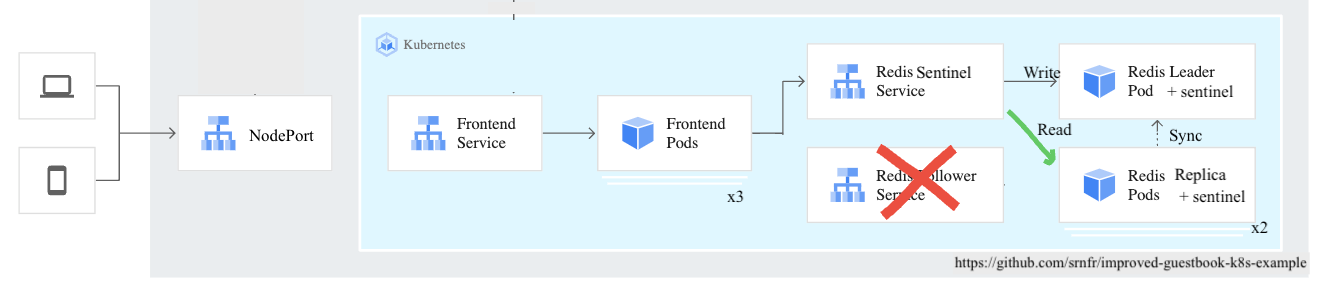 Kubernetes
NodePort
Frontend
Service
Frontend
Pods
x3
Redis Sentinel
Service
Redis Follower
Service
Write
Read
Redis Leader
Pod + sentinel
Sync
Redis Replica
Pods + sentinel
x2
https://github.com/srnfr/improved-guestbook-k8s-example